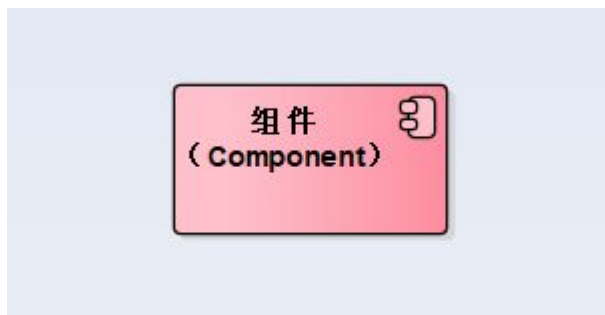 组件
（Component）